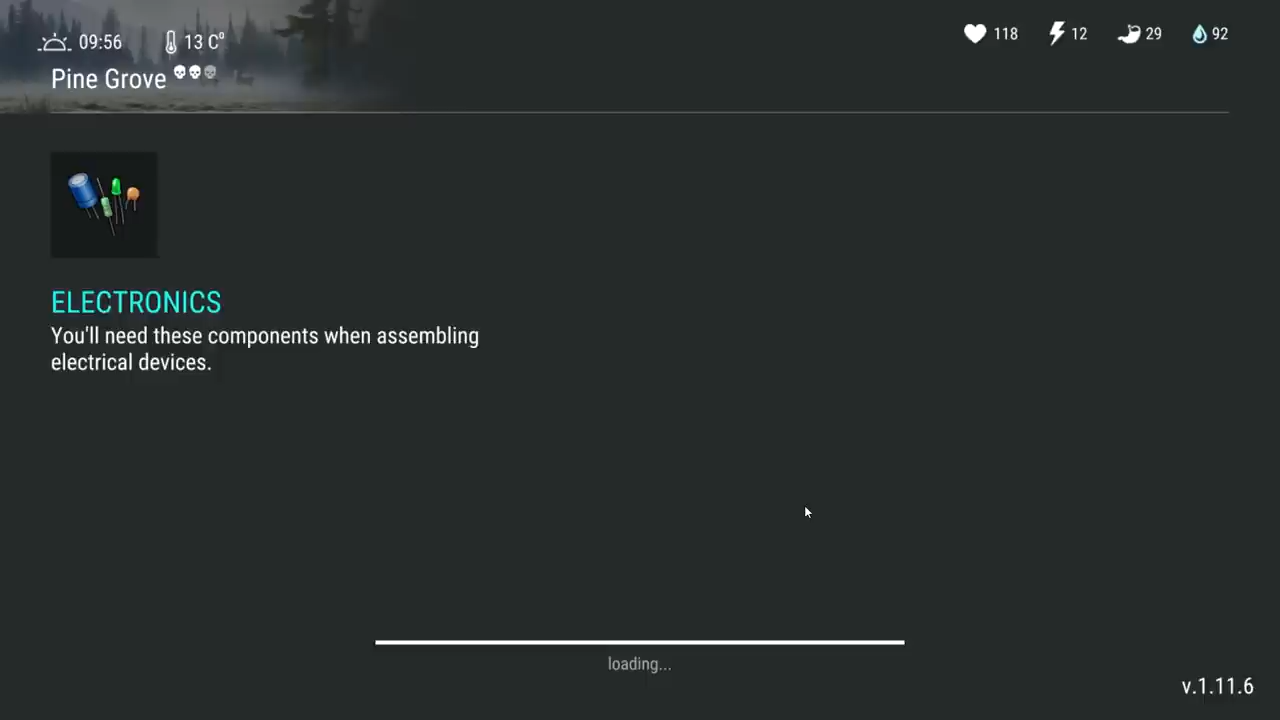 09:56 13 C⁰
118 12 29 92
Pine Grove
ELECTRONICS
You'll need these components when assembling
electrical devices.
loading...
v.1.11.6